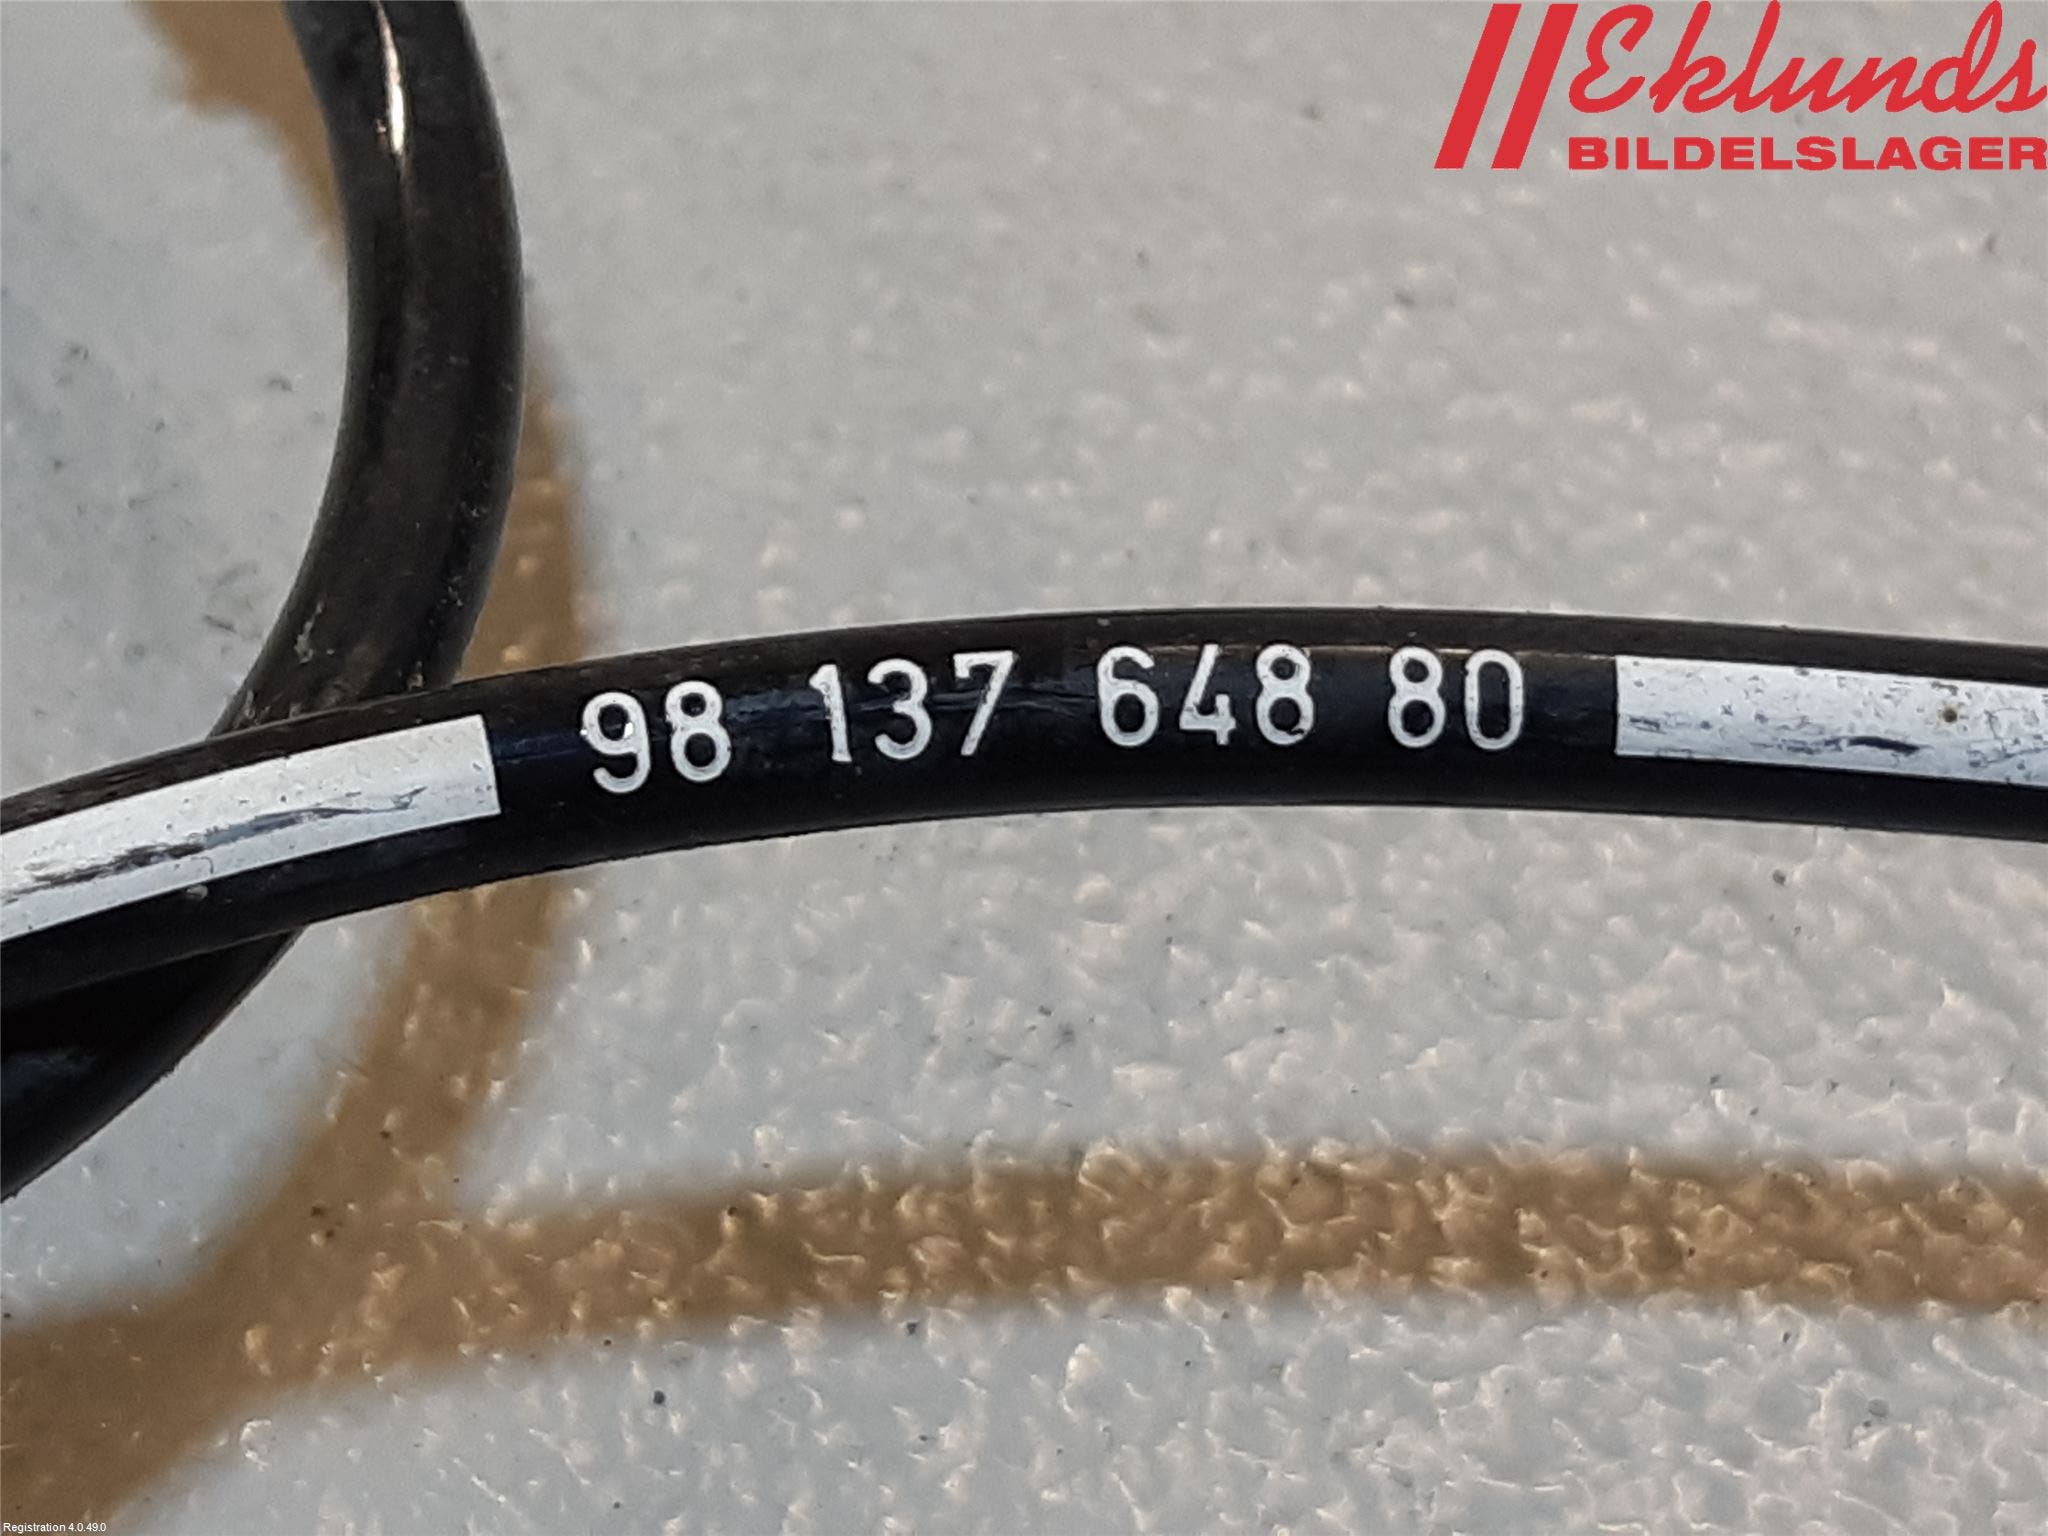 Eklunds
BILDELSLAGER
98 137 648 80
Registration 4.0.49.0